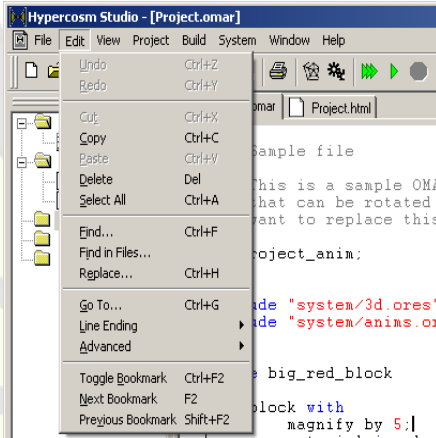 Hypercosm Studio - [Project.omar]
File Edit View Project Build System Window Help
Undo Ctrl+Z
Redo Ctrl+Y
Cut Ctrl+X
Copy Ctrl+C
Paste Ctrl+V
Delete Del
Select All Ctrl+A
Find... Ctrl+F
Find in Files...
Replace... Ctrl+H
Go To... Ctrl+G
Line Ending
Advanced
Toggle Bookmark Ctrl+F2
Next Bookmark F2
Previous Bookmark Shift+F2
omar Project.html
Sample file
This is a sample OMA
that can be rotated
want to replace this
roject_anim;
ude "system/3d.ores"
ude "system/anims.or
big_red_block
block with
magnify by 5;